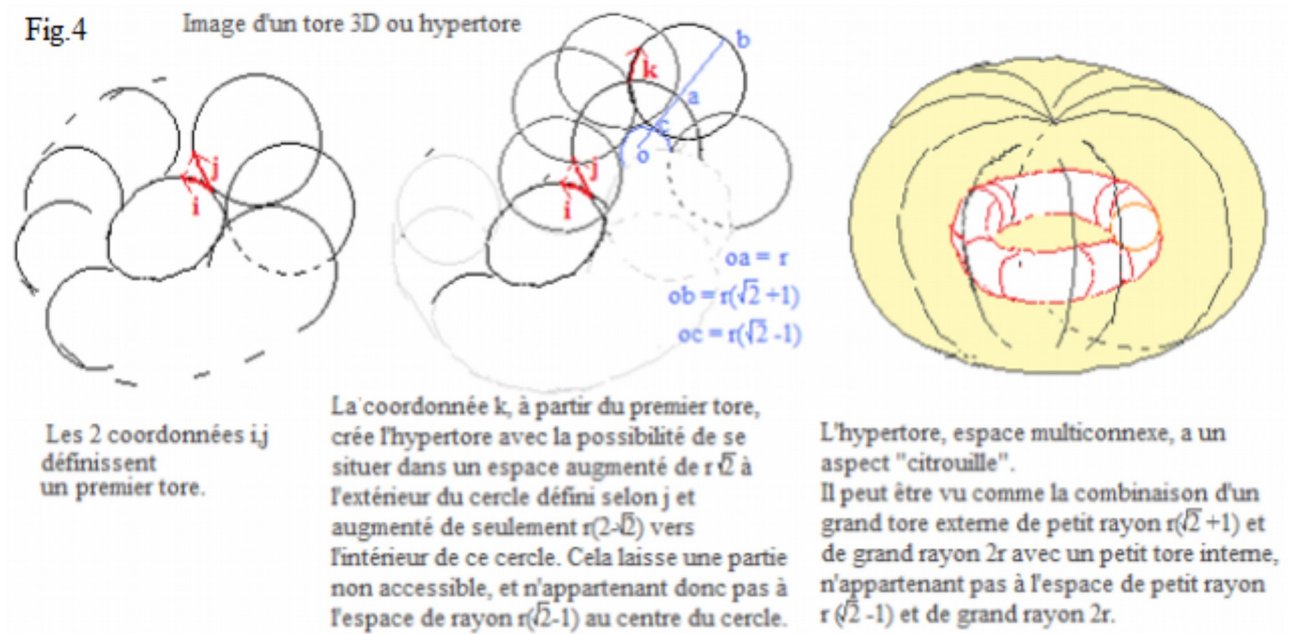 Fig.4
Image d'un tore 3D ou hypertore
j
i
k
b
a
c
o
j
i
oa = r
ob = r(√2 +1)
oc = r(√2 -1)
Les 2 coordonnées i,j
définissent
un premier tore.
La coordonnée k, à partir du premier tore,
crée l'hypertore avec la possibilité de se
situer dans un espace augmenté de r√2 à
l'extérieur du cercle défini selon j et
augmenté de seulement r(2-√2) vers
l'intérieur de ce cercle. Cela laisse une partie
non accessible, et n'appartenant donc pas à
l'espace de rayon r(√2-1) au centre du cercle.
L'hypertore, espace multiconnexe, a un
aspect "citrouille".
Il peut être vu comme la combinaison d'un
grand tore externe de petit rayon r(√2 +1) et
de grand rayon 2r avec un petit tore interne,
n'appartenant pas à l'espace de petit rayon
r (√2 -1) et de grand rayon 2r.